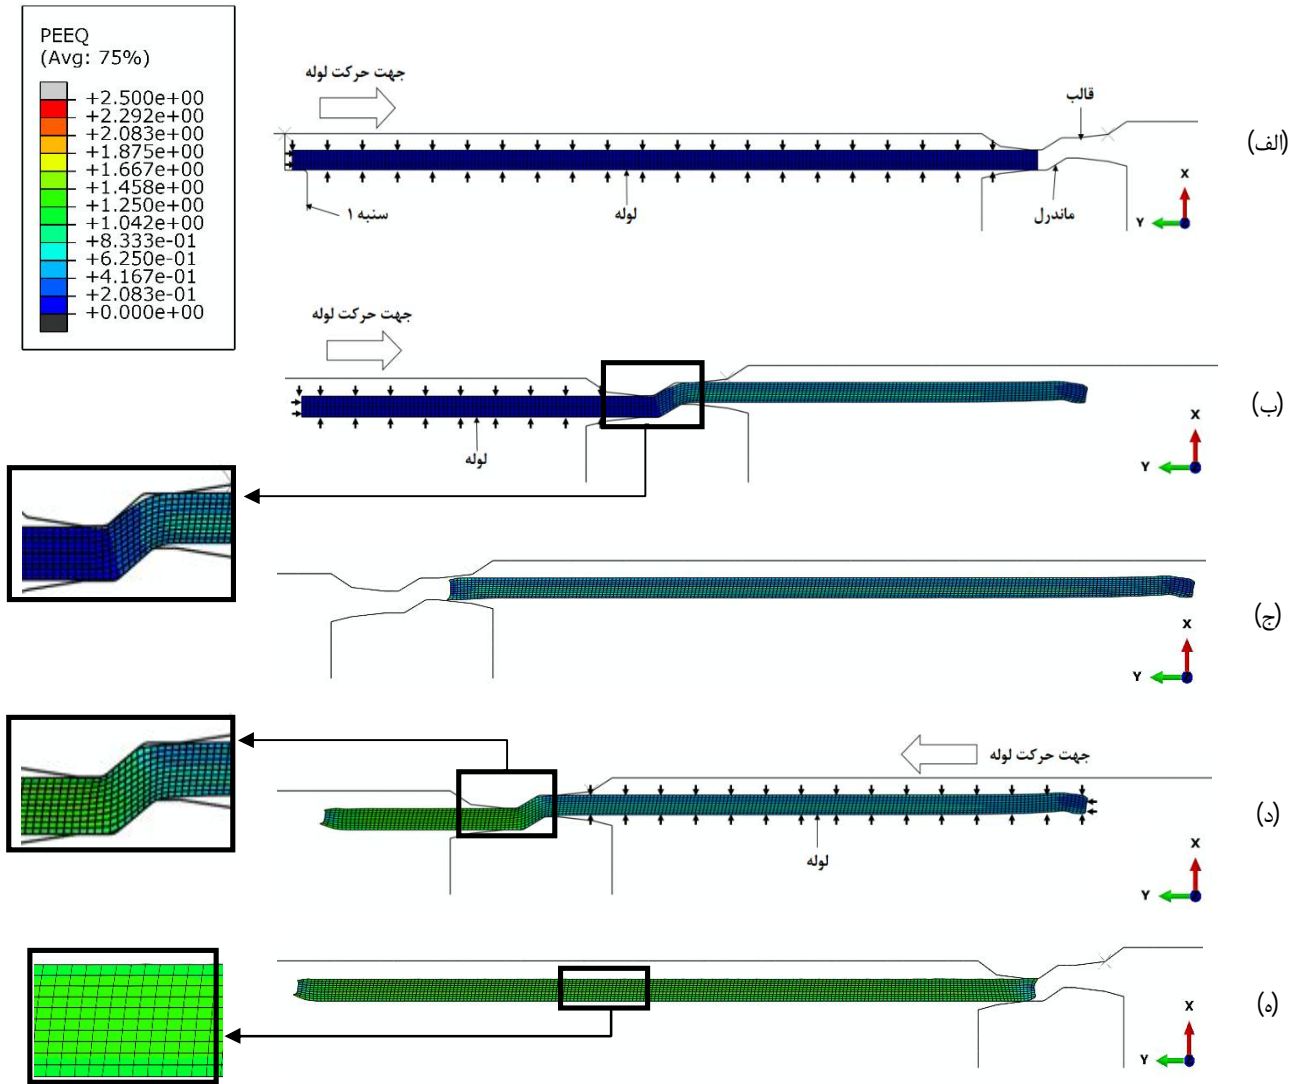 PEEQ
(Avg: 75%)
+2.500e+00
+2.292e+00
+2.083e+00
+1.875e+00
+1.667e+00
+1.458e+00
+1.250e+00
+1.042e+00
+8.333e-01
+6.250e-01
+4.167e-01
+2.083e-01
+0.000e+00
جهت حرکت لوله
قالب
(الف)
سنبه ۱
لوله
ماندرل
X
Y
جهت حرکت لوله
(ب)
لوله
X
Y
(ج)
X
Y
جهت حرکت لوله
(د)
لوله
X
Y
(ه)
X
Y